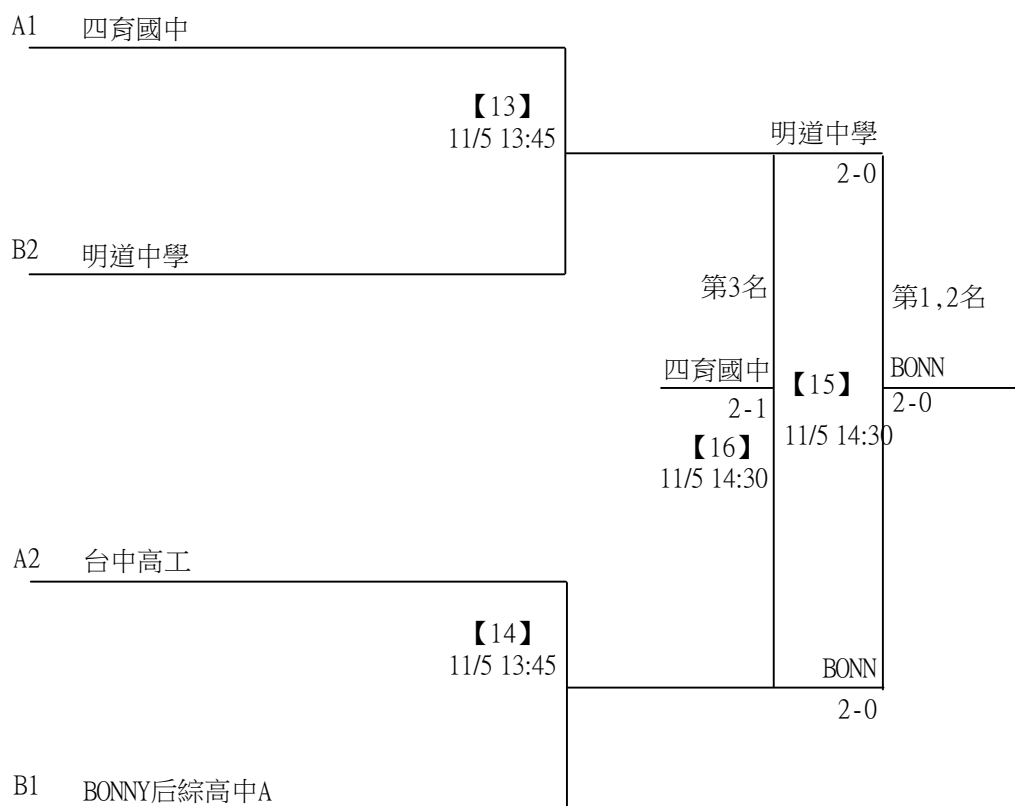 A1 四育國中
【13】
11/5 13:45
明道中學
2-0
B2 明道中學
第3名
第1,2名
四育國中
【15】
BONN
2-1
2-0
【16】
11/5 14:30
11/5 14:30
A2 台中高工
【14】
11/5 13:45
BONN
2-0
B1 BONNY后綜高中A